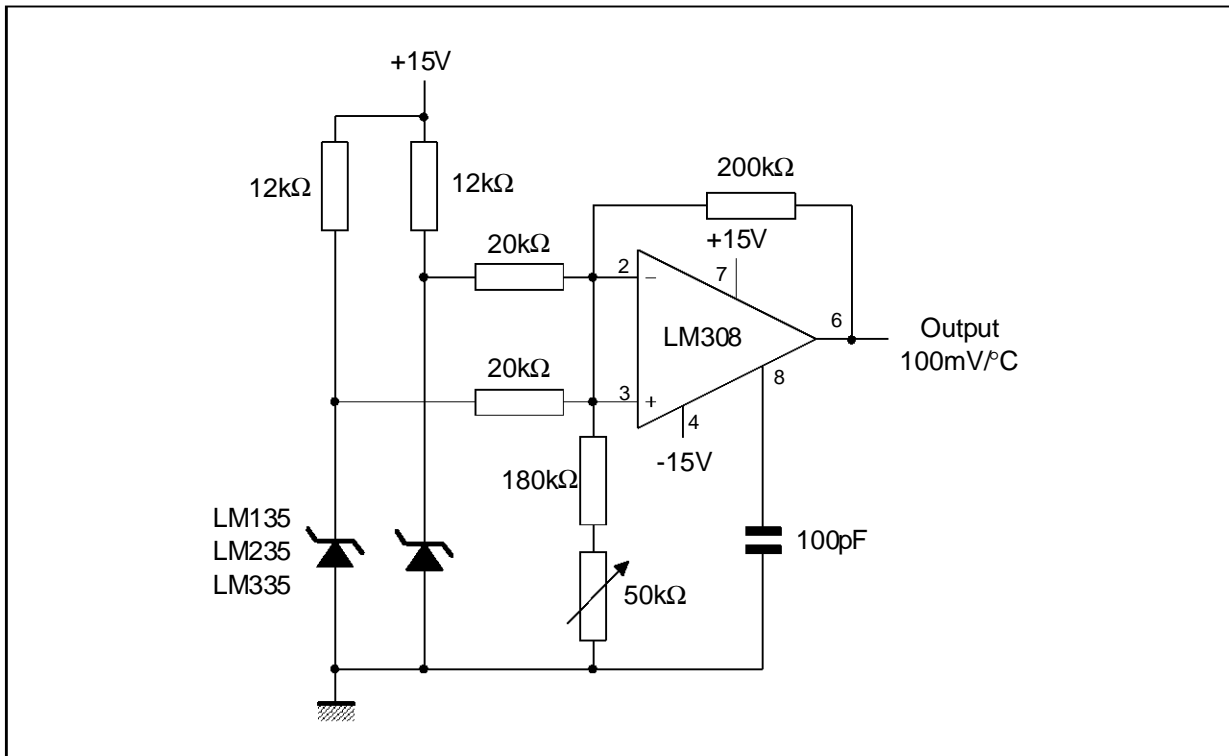 +15V
12kΩ
12kΩ
200kΩ
20kΩ
+15V
2
−
7
6
LM308
Output
100mV/°C
20kΩ
3
+
8
4
-15V
180kΩ
LM135
LM235
LM335
100pF
50kΩ